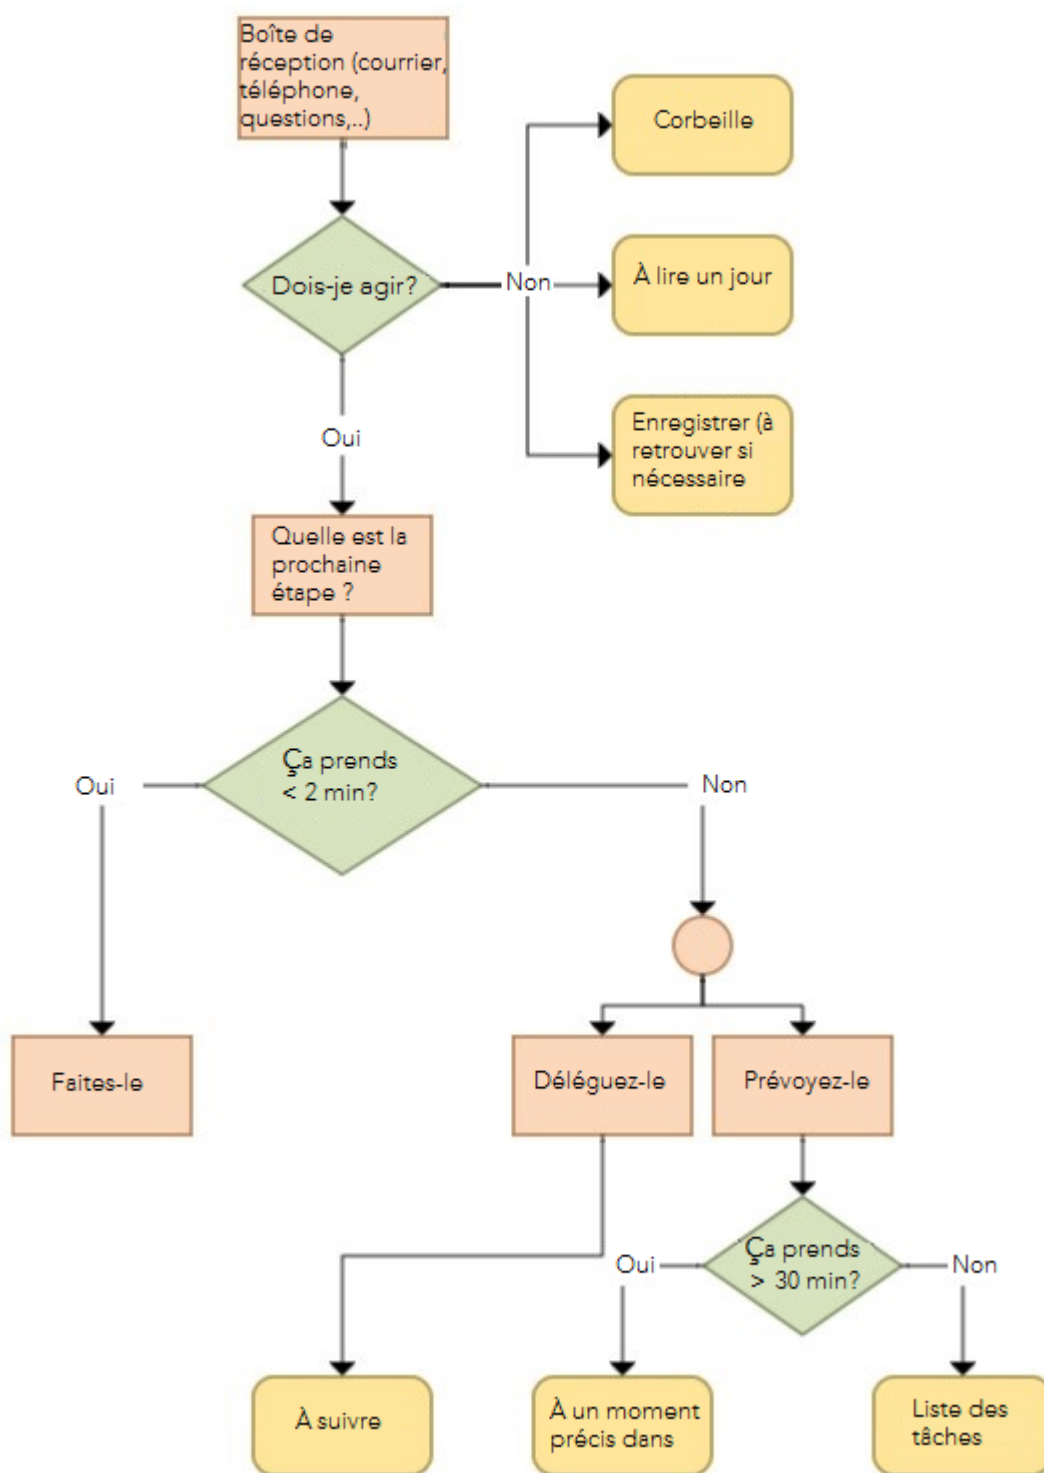 Boîte de
réception (courrier,
téléphone,
questions,..)
Corbeille
Dois-je agir?
Non
À lire un jour
Enregistrer (à
retrouver si
nécessaire
Oui
Quelle est la
prochaine
étape ?
Ça prends
< 2 min?
Oui
Non
Faites-le
Déléguez-le
Prévoyez-le
Ça prends
> 30 min?
Oui
Non
À suivre
À un moment
précis dans
Liste des
tâches